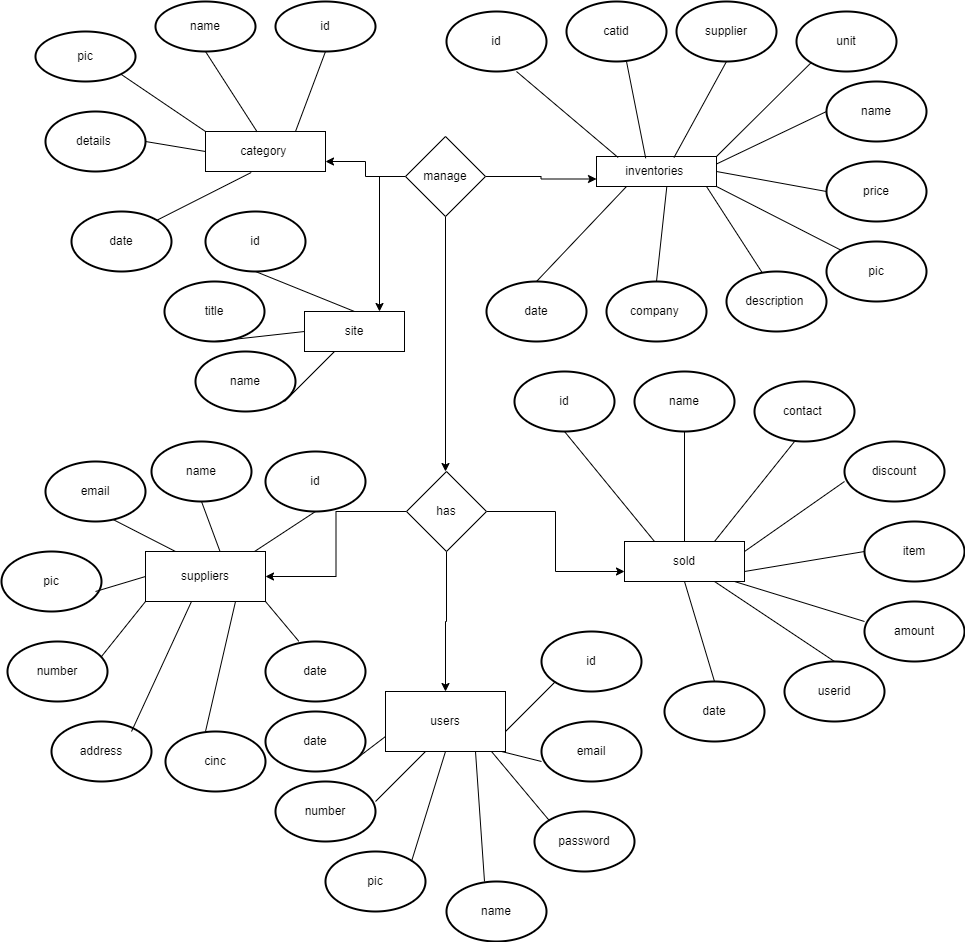 name
id
pic
id
catid
supplier
unit
details
category
manage
inventories
name
price
date
id
pic
title
date
company
description
site
name
id
name
contact
email
name
id
discount
has
item
pic
suppliers
sold
amount
number
date
id
userid
date
address
cinc
date
users
email
number
password
pic
name